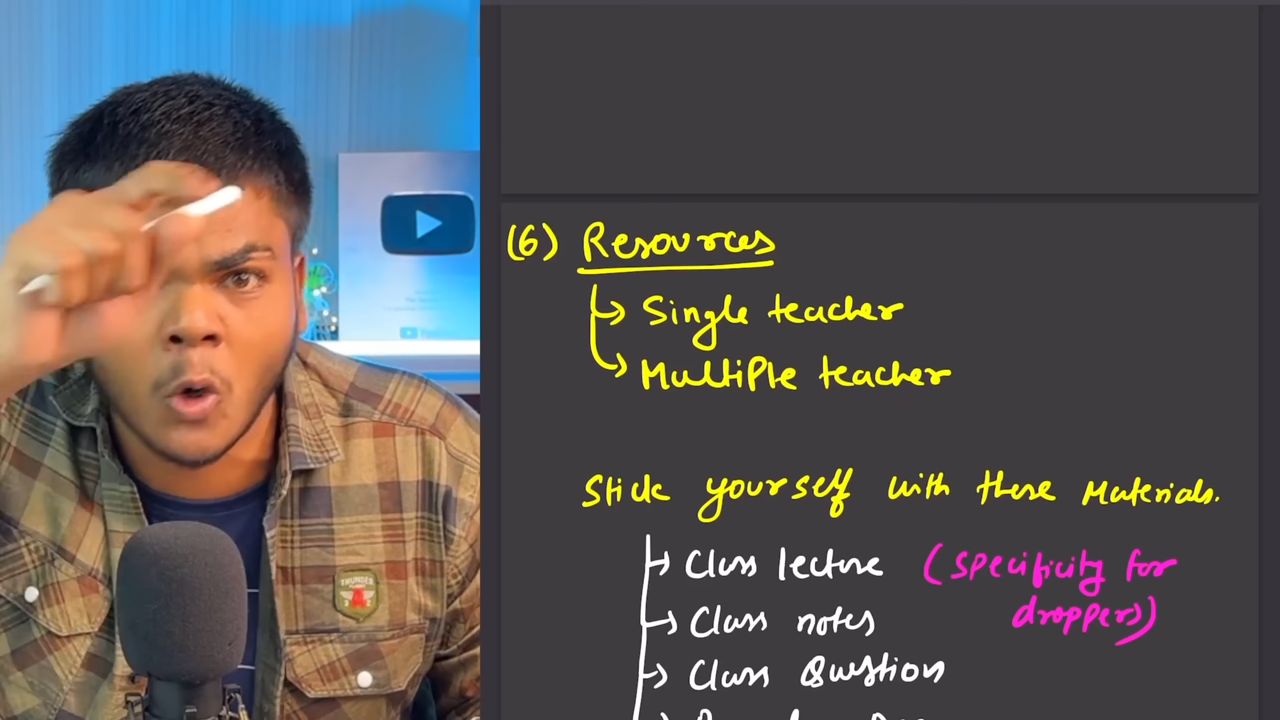 (6) Resources
Single teacher
Multiple teacher
Stick yourself with these Materials.
Class lecture (specificity for
droppers)
Class notes
Class Question
THUNDER